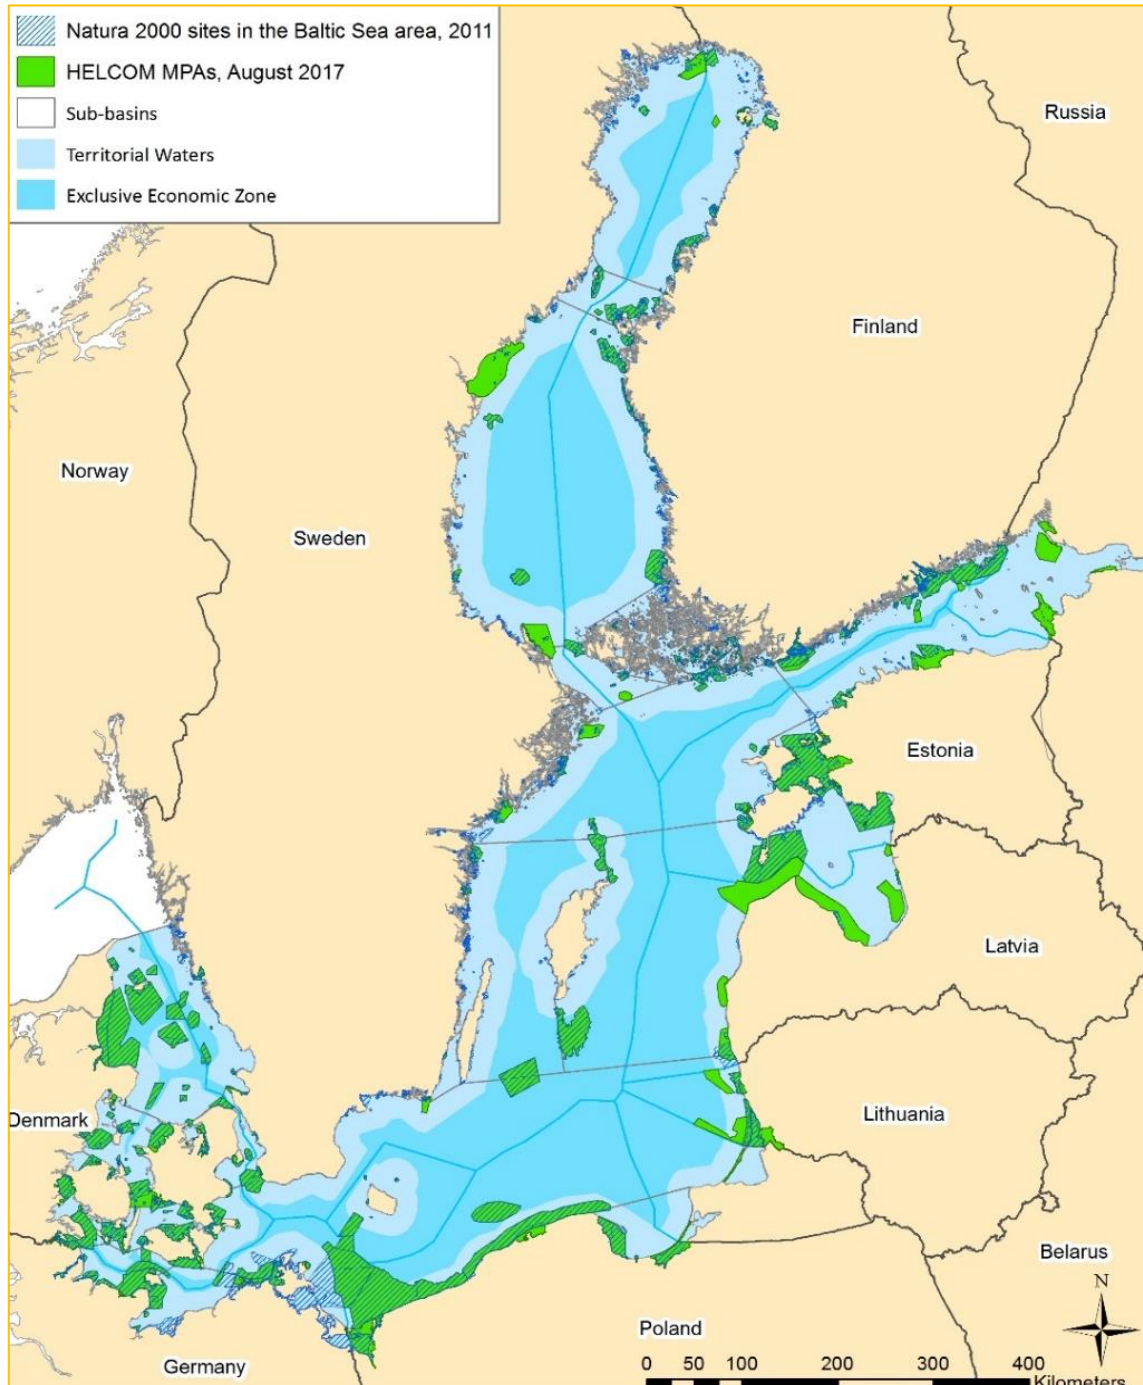 Natura 2000 sites in the Baltic Sea area, 2011
HELCOM MPAs, August 2017
Sub-basins
Territorial Waters
Exclusive Economic Zone
Russia
Finland
Norway
Sweden
Estonia
Latvia
Denmark
Lithuania
Belarus
N
Poland
Germany
0 50 100 200 300 400
Kilometers